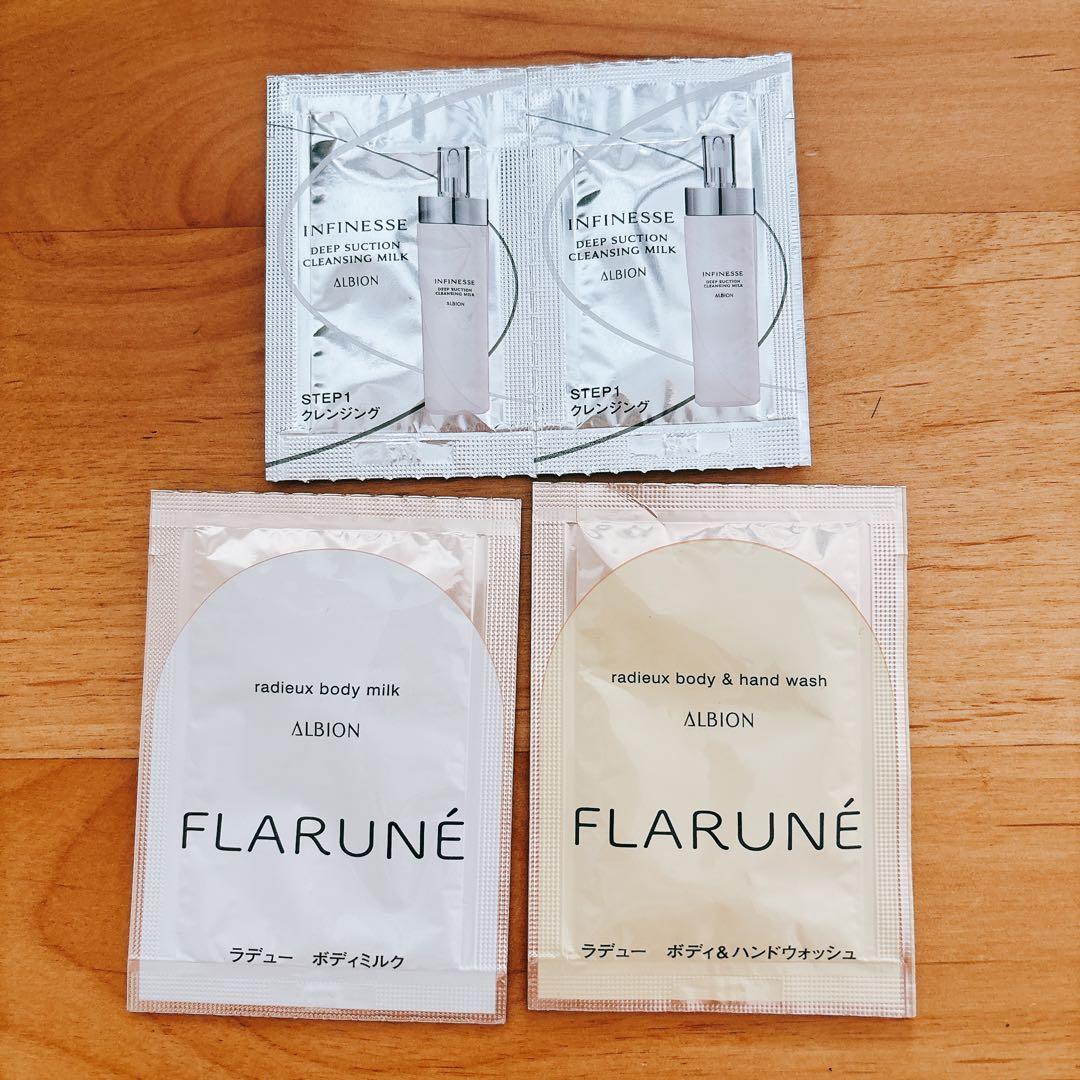 INFINESSE
DEEP SUCTION
CLEANSING MILK
ALBION
INFINESSE
DEEP SUCTION
CLEANSING MILK
ALBION
STEP1
クレンジング
INFINESSE
DEEP SUCTION
CLEANSING MILK
ALBION
INFINESSE
DEEP SUCTION
CLEANSING MILK
ALBION
STEP1
クレンジング
radieux body milk
ALBION
FLARUNÉ
ラデュー ボディミルク
radieux body & hand wash
ALBION
FLARUNÉ
ラデュー ボディ&ハンドウォッシュ